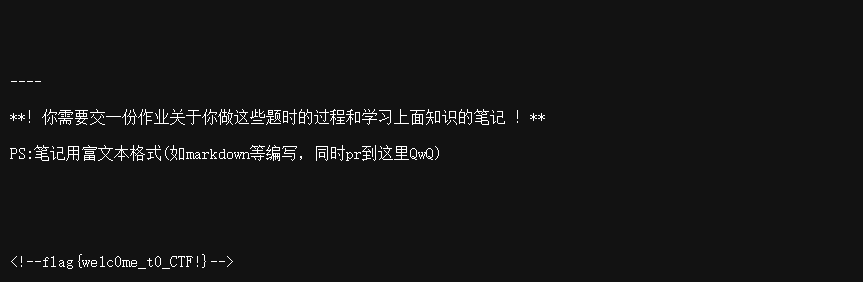 ----
**! 你需要交一份作业关于你做这些题时的过程和学习上面知识的笔记 ! **
PS:笔记用富文本格式(如markdown等编写, 同时pr到这里QwQ)
<!--flag{welc0me_t0_CTF!}-->